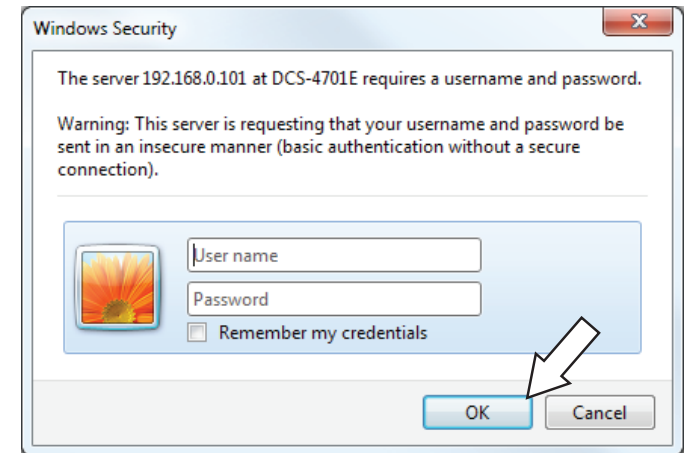 Windows Security
The server 192.168.0.101 at DCS-4701E requires a username and password.
Warning: This server is requesting that your username and password be
sent in an insecure manner (basic authentication without a secure
connection).
User name
Password
Remember my credentials
OK
Cancel